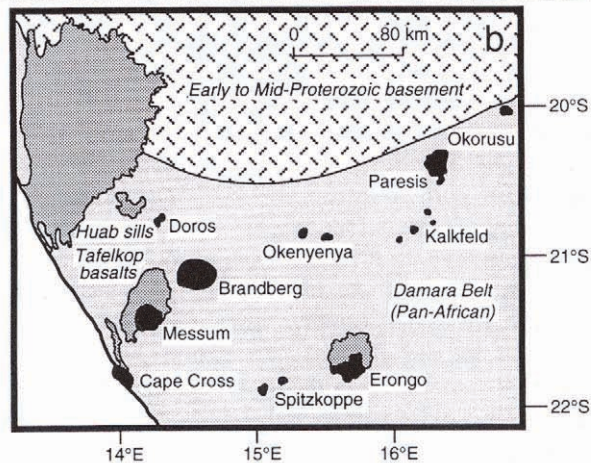 0 80 km
b
Early to Mid-Proterozoic basement
20°S
Okorusu
Paresis
Doros
Huab sills
Kalkfeld
Okenyenya
Tafelkop
basalts
21°S
Brandberg
Damara Belt
(Pan-African)
Messum
Cape Cross
Erongo
Spitzkoppe
22°S
14°E 15°E 16°E